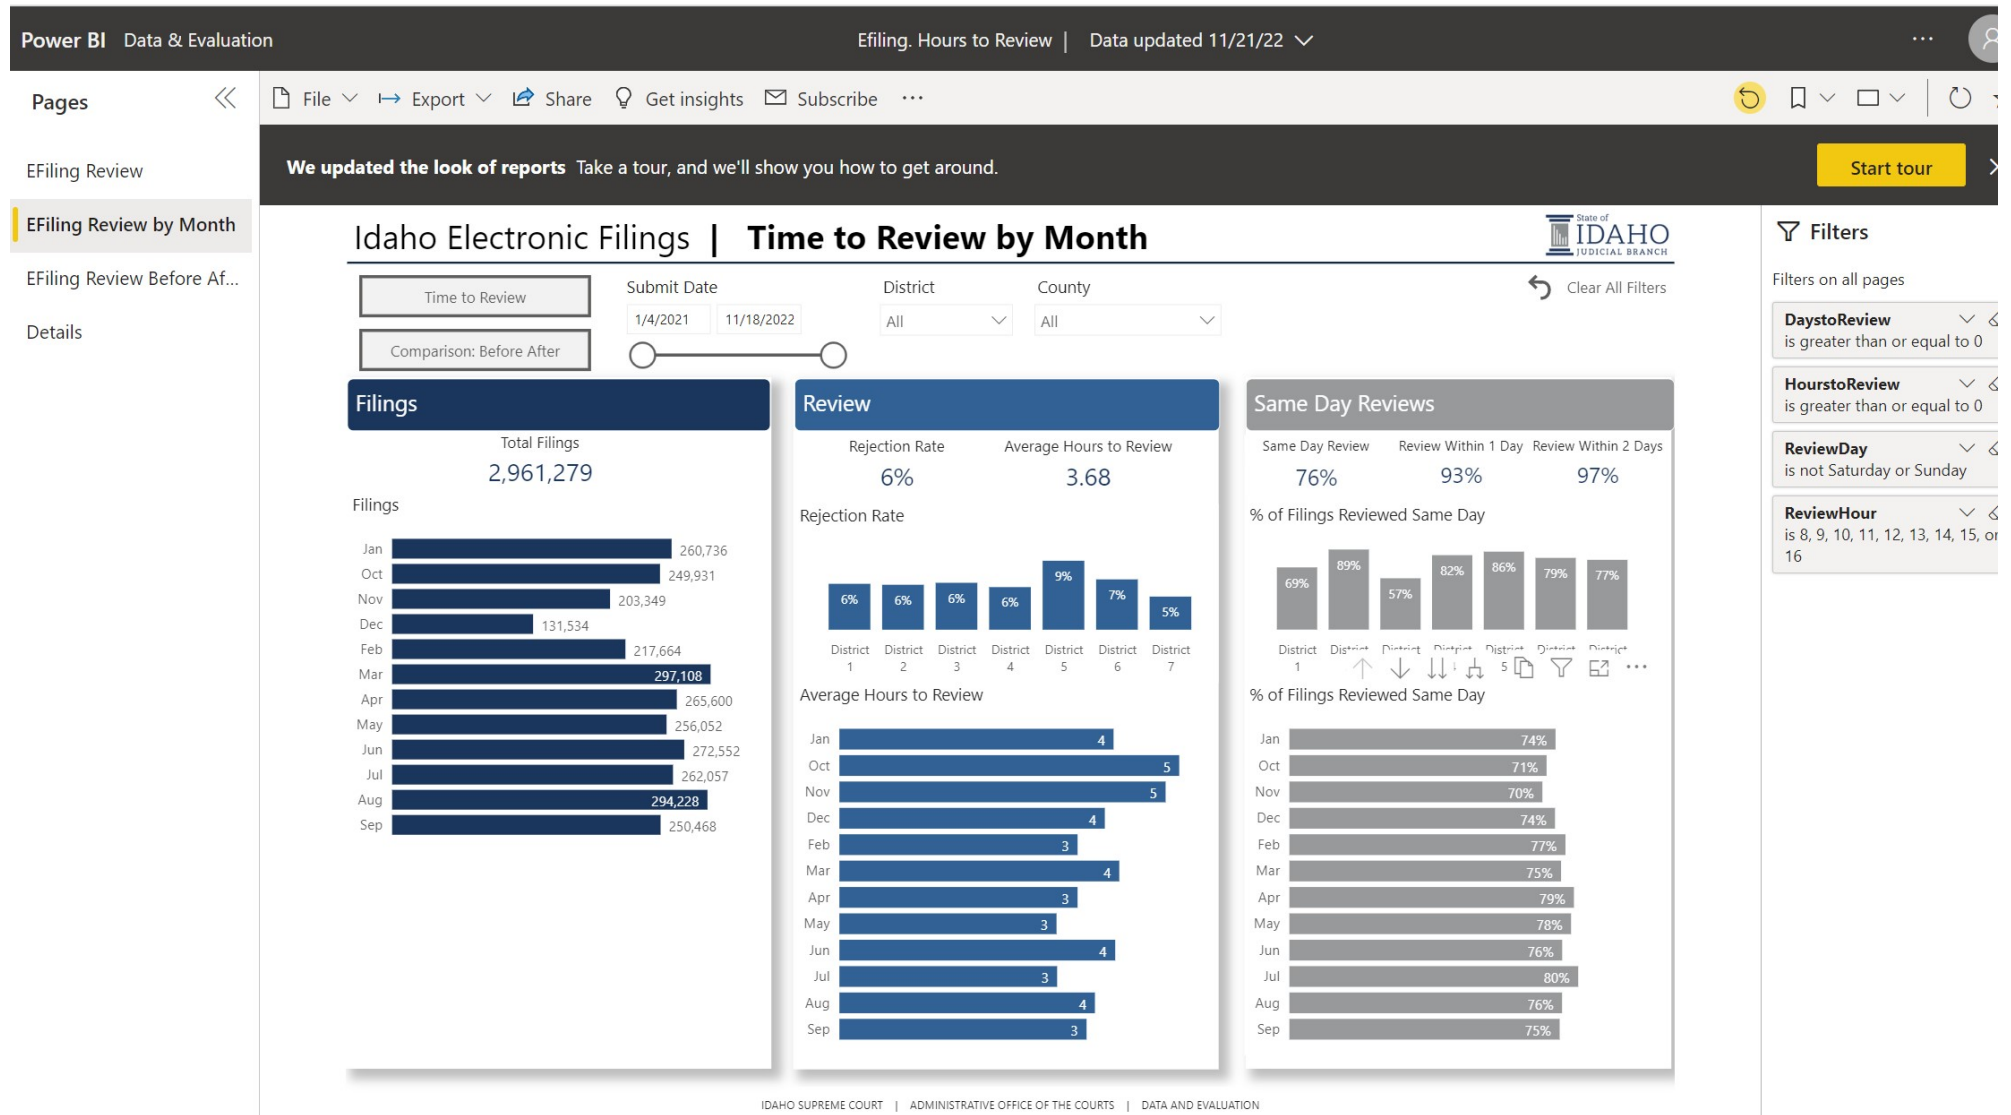 Power BI Data & Evaluation
Efiling. Hours to Review | Data updated 11/21/22
...
Pages
File
Export
Share
Get insights
Subscribe
...
EFiling Review
EFiling Review by Month
EFiling Review Before Af...
Details
We updated the look of reports Take a tour, and we'll show you how to get around.
Start tour
Idaho Electronic Filings | Time to Review by Month
State of
IDAHO
JUDICIAL BRANCH
Time to Review
Comparison: Before After
Submit Date
1/4/2021 11/18/2022
District
All
County
All
Clear All Filters
Filings
Total Filings
2,961,279
Filings
Jan 260,736
Oct 249,931
Nov 203,349
Dec 131,534
Feb 217,664
Mar 297,108
Apr 265,600
May 256,052
Jun 272,552
Jul 262,057
Aug 294,228
Sep 250,468
Review
Rejection Rate
6%
Average Hours to Review
3.68
Rejection Rate
6% 6% 6% 6% 9% 7% 5%
District District District District District District District
1 2 3 4 5 6 7
Average Hours to Review
Jan 4
Oct 5
Nov 5
Dec 4
Feb 3
Mar 4
Apr 3
May 3
Jun 4
Jul 3
Aug 4
Sep 3
Same Day Reviews
Same Day Review
76%
Review Within 1 Day
93%
Review Within 2 Days
97%
% of Filings Reviewed Same Day
69% 89% 57% 82% 86% 79% 77%
District District District District District District District
1 5
% of Filings Reviewed Same Day
Jan 74%
Oct 71%
Nov 70%
Dec 74%
Feb 77%
Mar 75%
Apr 79%
May 78%
Jun 76%
Jul 80%
Aug 76%
Sep 75%
Filters
Filters on all pages
DaystoReview
is greater than or equal to 0
HourstoReview
is greater than or equal to 0
ReviewDay
is not Saturday or Sunday
ReviewHour
is 8, 9, 10, 11, 12, 13, 14, 15, or
16
IDAHO SUPREME COURT | ADMINISTRATIVE OFFICE OF THE COURTS | DATA AND EVALUATION